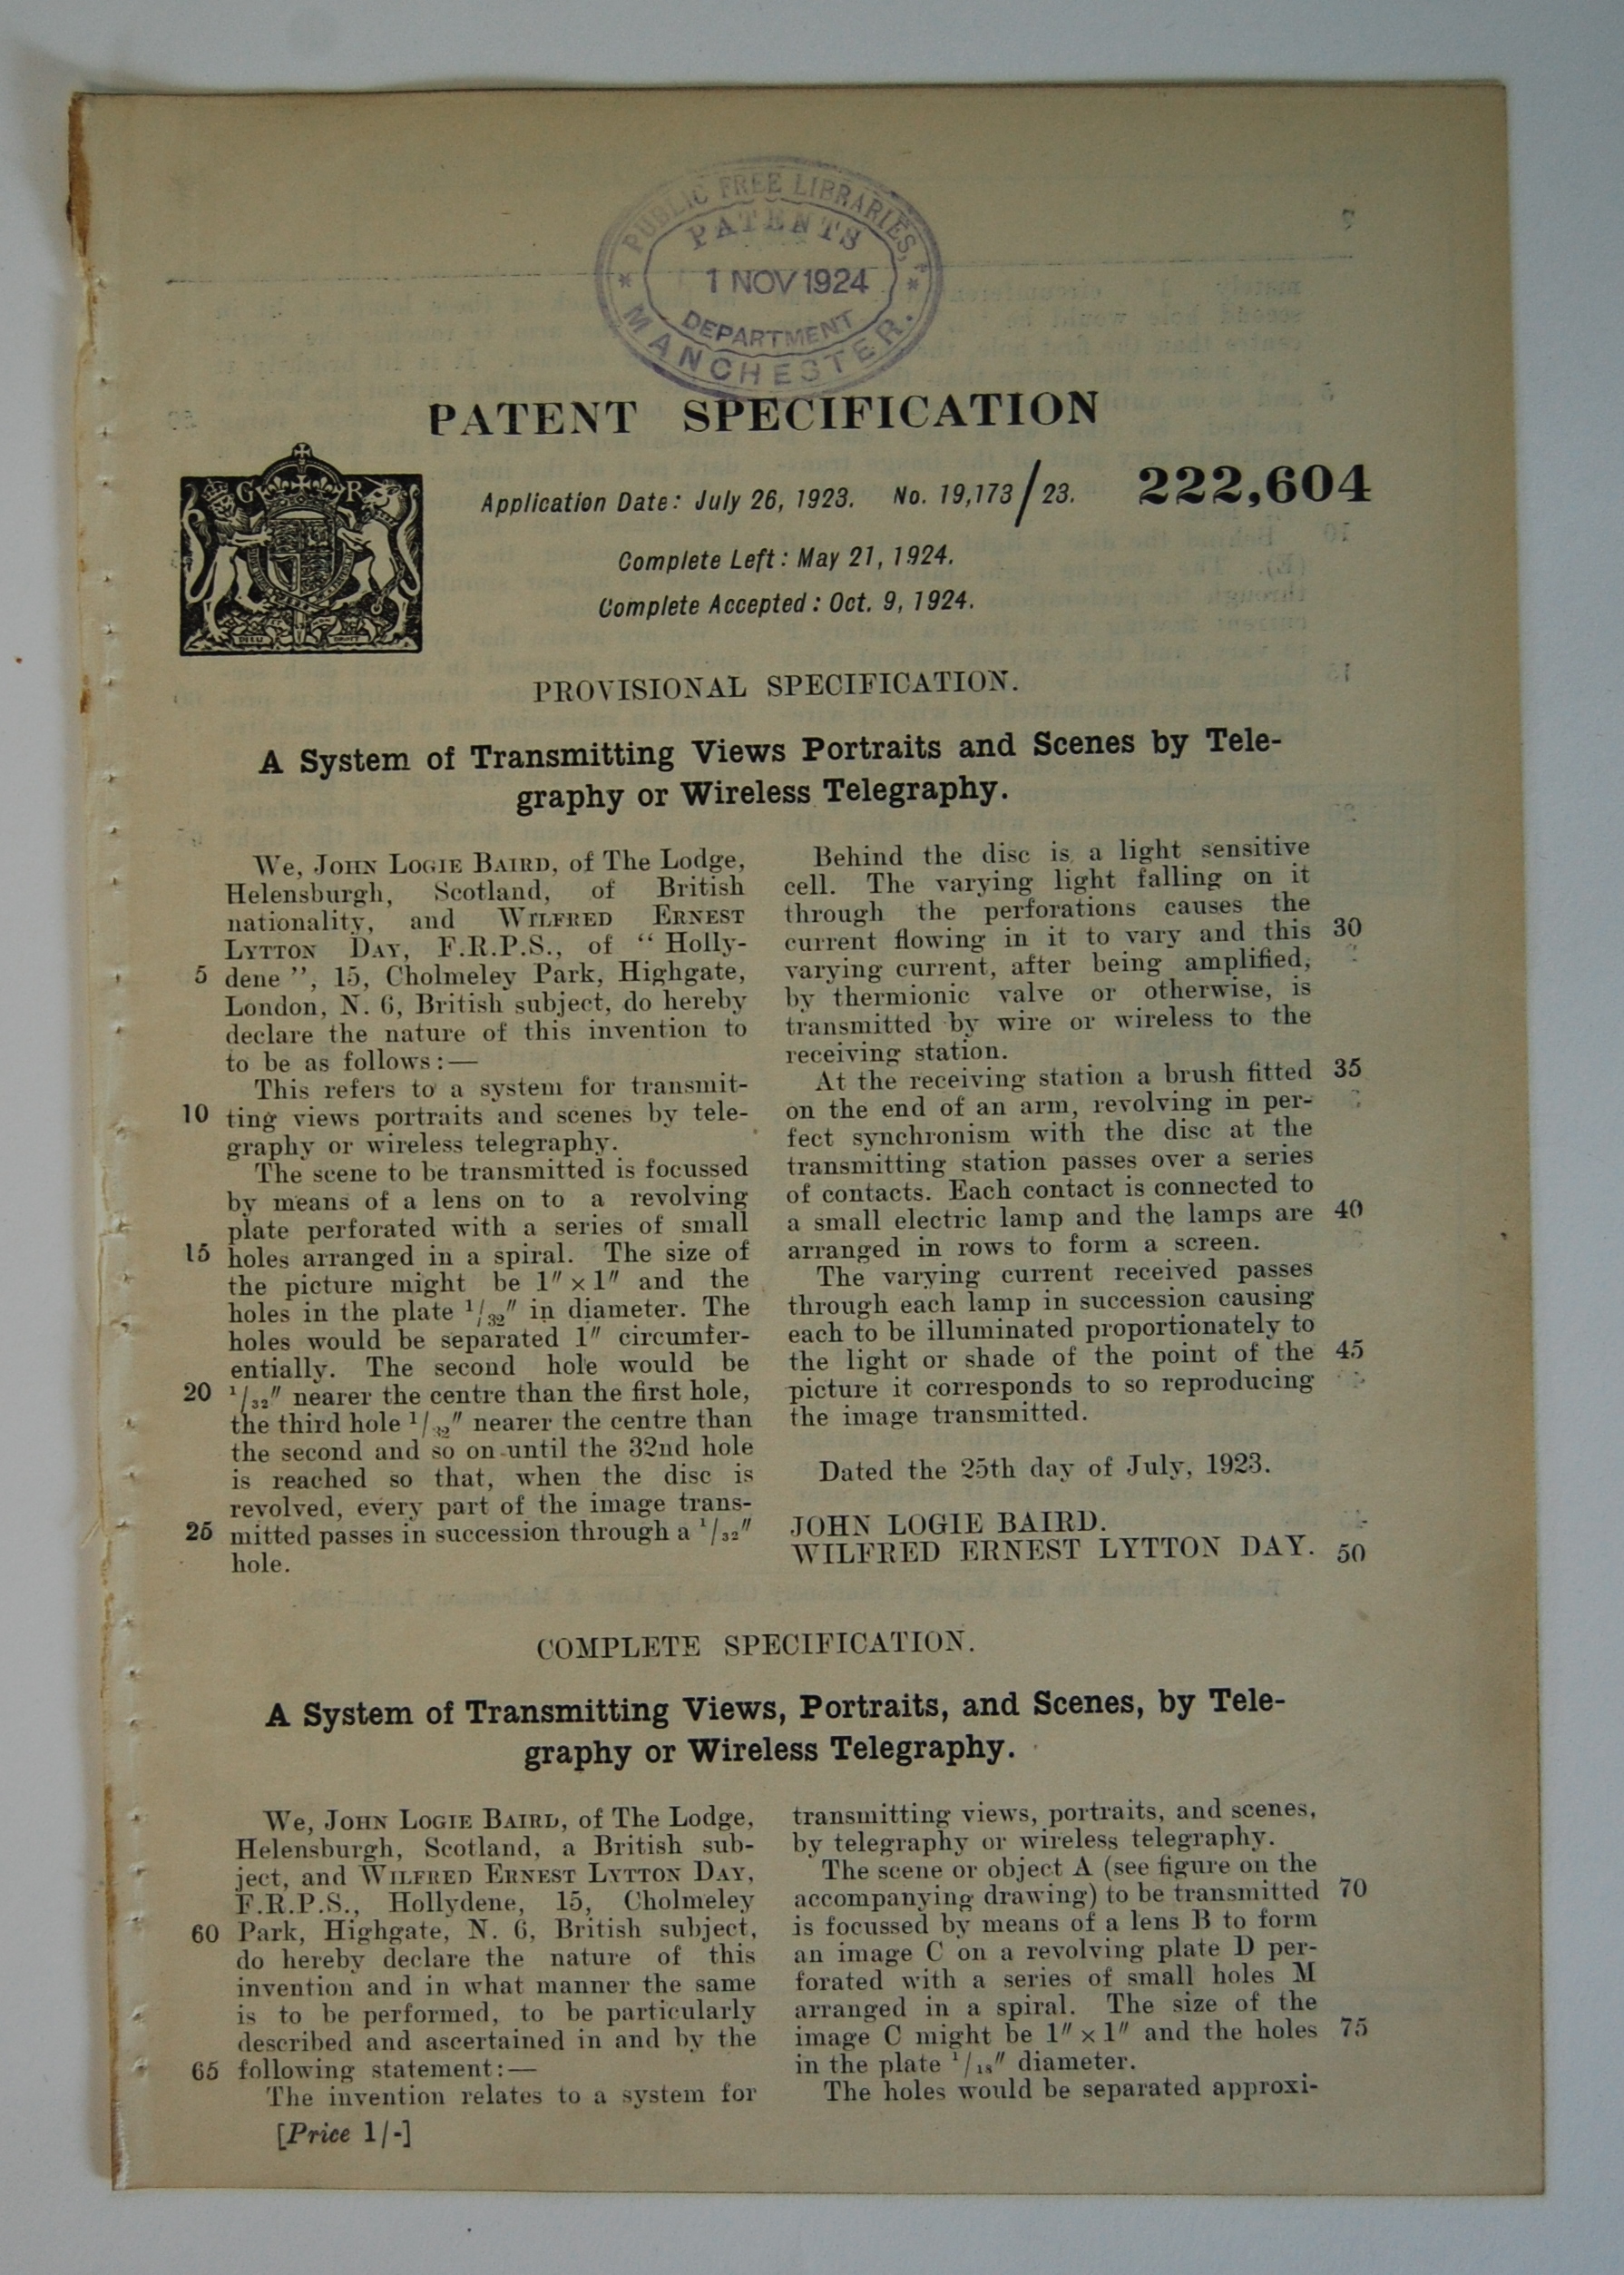 PUBLIC FREE LIBRARIES,
PATENTS
1 NOV 1924
DEPARTMENT
MANCHESTER.
PATENT SPECIFICATION
G R
Application Date: July 26, 1923. No. 19,173/23. 222,604
Complete Left: May 21, 1924.
Complete Accepted: Oct. 9, 1924.
PROVISIONAL SPECIFICATION.
A System of Transmitting Views Portraits and Scenes by Tele-
graphy or Wireless Telegraphy.
We, JOHN LOGIE BAIRD, of The Lodge,
Helensburgh, Scotland, of British
nationality, and WILFRED ERNEST
LYTTON DAY, F.R.P.S., of “ Holly-
5 dene ”, 15, Cholmeley Park, Highgate,
London, N. 6, British subject, do hereby
declare the nature of this invention to
to be as follows:—
This refers to a system for transmit-
10 ting views portraits and scenes by tele-
graphy or wireless telegraphy.
The scene to be transmitted is focussed
by means of a lens on to a revolving
plate perforated with a series of small
15 holes arranged in a spiral. The size of
the picture might be 1″ × 1″ and the
holes in the plate 1/32″ in diameter. The
holes would be separated 1″ circumfer-
entially. The second hole would be
20 1/32″ nearer the centre than the first hole,
the third hole 1/32″ nearer the centre than
the second and so on until the 32nd hole
is reached so that, when the disc is
revolved, every part of the image trans-
25 mitted passes in succession through a 1/32″
hole.
Behind the disc is a light sensitive
cell. The varying light falling on it
through the perforations causes the
current flowing in it to vary and this 30
varying current, after being amplified,
by thermionic valve or otherwise, is
transmitted by wire or wireless to the
receiving station.
At the receiving station a brush fitted 35
on the end of an arm, revolving in per-
fect synchronism with the disc at the
transmitting station passes over a series
of contacts. Each contact is connected to
a small electric lamp and the lamps are 40
arranged in rows to form a screen.
The varying current received passes
through each lamp in succession causing
each to be illuminated proportionately to
the light or shade of the point of the 45
picture it corresponds to so reproducing
the image transmitted.
Dated the 25th day of July, 1923.
JOHN LOGIE BAIRD.
WILFRED ERNEST LYTTON DAY. 50
COMPLETE SPECIFICATION.
A System of Transmitting Views, Portraits, and Scenes, by Tele-
graphy or Wireless Telegraphy.
We, JOHN LOGIE BAIRD, of The Lodge,
Helensburgh, Scotland, a British sub-
ject, and WILFRED ERNEST LYTTON DAY,
F.R.P.S., Hollydene, 15, Cholmeley
60 Park, Highgate, N. 6, British subject,
do hereby declare the nature of this
invention and in what manner the same
is to be performed, to be particularly
described and ascertained in and by the
65 following statement:—
The invention relates to a system for
[Price 1/-]
transmitting views, portraits, and scenes,
by telegraphy or wireless telegraphy.
The scene or object A (see figure on the
accompanying drawing) to be transmitted 70
is focussed by means of a lens B to form
an image C on a revolving plate D per-
forated with a series of small holes M
arranged in a spiral. The size of the
image C might be 1″ × 1″ and the holes 75
in the plate 1/18″ diameter.
The holes would be separated approxi-